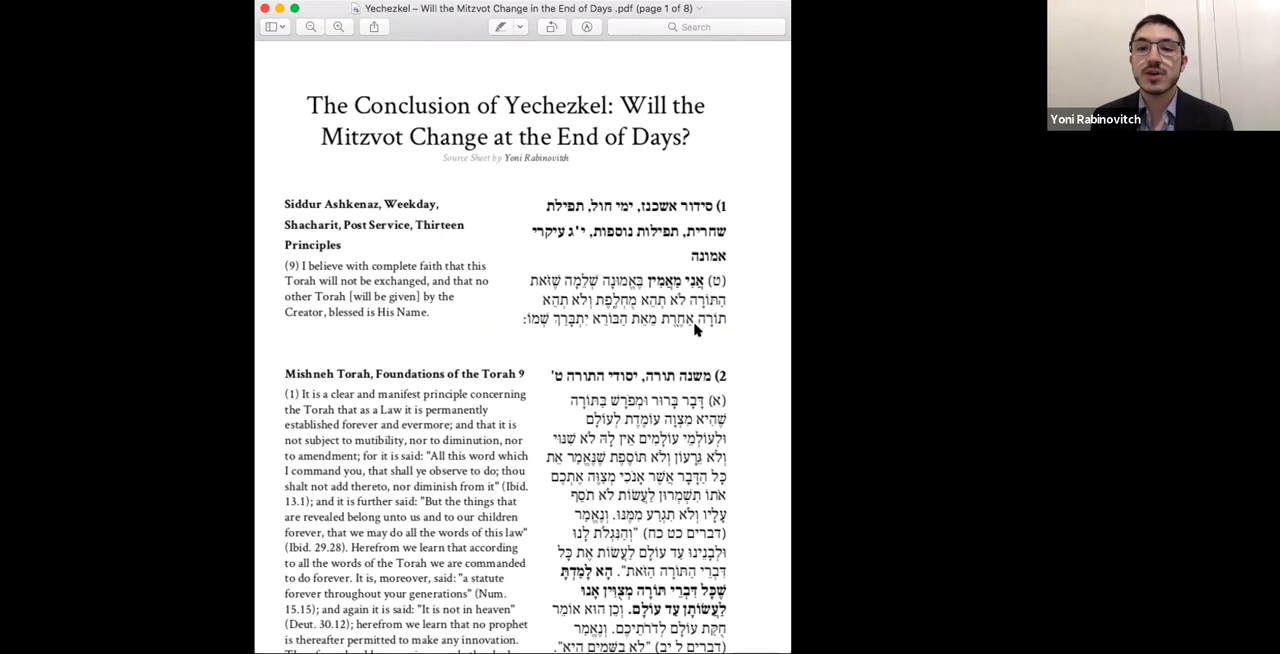 Yechezkel – Will the Mitzvot Change in the End of Days .pdf (page 1 of 8)
Search
Yoni Rabinovitch
The Conclusion of Yechezkel: Will the
Mitzvot Change at the End of Days?
Source Sheet by Yoni Rabinovitch
Siddur Ashkenaz, Weekday,
Shacharit, Post Service, Thirteen
Principles
(9) I believe with complete faith that this
Torah will not be exchanged, and that no
other Torah [will be given] by the
Creator, blessed is His Name.
1) סידור אשכנז, ימי חול, תפילת
שחרית, תפילות נוספות, י'ג עיקרי
אמונה
(ט) אֲנִי מַאֲמִין בֶּאֱמוּנָה שְׁלֵמָה שֶׁזֹּאת
הַתּוֹרָה לֹא תְהֵא מֻחְלֶפֶת וְלֹא תְהֵא
תוֹרָה אַחֶרֶת מֵאֵת הַבּוֹרֵא יִתְבָּרַךְ שְׁמוֹ:
Mishneh Torah, Foundations of the Torah 9
(1) It is a clear and manifest principle concerning
the Torah that as a Law it is permanently
established forever and evermore; and that it is
not subject to mutibility, nor to diminution, nor
to amendment; for it is said: "All this word which
I command you, that shall ye observe to do; thou
shalt not add thereto, nor diminish from it" (Ibid.
13.1); and it is further said: "But the things that
are revealed belong unto us and to our children
forever, that we may do all the words of this law"
(Ibid. 29.28). Herefrom we learn that according
to all the words of the Torah we are commanded
to do forever. It is, moreover, said: "a statute
forever throughout your generations" (Num.
15.15); and again it is said: "It is not in heaven"
(Deut. 30.12); herefrom we learn that no prophet
is thereafter permitted to make any innovation.
2) משנה תורה, יסודי התורה ט'
(א) דָּבָר בָּרוּר וּמְפֹרָשׁ בַּתּוֹרָה
שֶׁהִיא מִצְוָה עוֹמֶדֶת לְעוֹלָם
וּלְעוֹלְמֵי עוֹלָמִים אֵין לָהּ לֹא שִׁנּוּי
וְלֹא גֵּרָעוֹן וְלֹא תּוֹסֶפֶת שֶׁנֶּאֱמַר אֵת
כָּל הַדָּבָר אֲשֶׁר אָנֹכִי מְצַוֶּה אֶתְכֶם
אֹתוֹ תִשְׁמְרוּן לַעֲשׂוֹת לֹא תֹסֵף
עָלָיו וְלֹא תִגְרַע מִמֶּנּוּ. וְנֶאֱמַר
(דברים כט כח) "וְהַנִּגְלֹת לָנוּ
וּלְבָנֵינוּ עַד עוֹלָם לַעֲשׂוֹת אֶת כָּל
דִּבְרֵי הַתּוֹרָה הַזֹּאת". הָא לָמַדְתָּ
שֶׁכָּל דִּבְרֵי תּוֹרָה מְצֻוִּין אָנוּ
לַעֲשׂוֹתָן עַד עוֹלָם. וְכֵן הוּא אוֹמֵר
חֻקַּת עוֹלָם לְדֹרֹתֵיכֶם. וְנֶאֱמַר
(דברים ל יב) "לֹא בַשָּׁמַיִם הִיא".